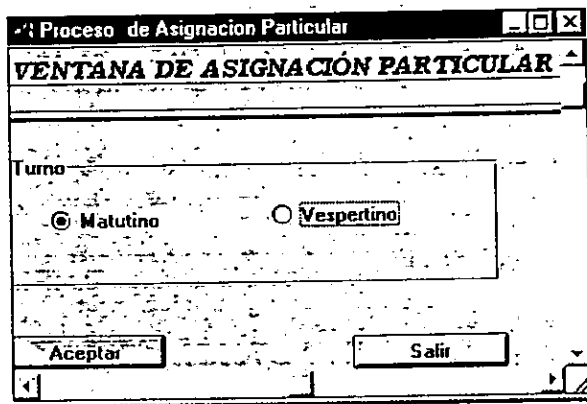 Proceso de Asignacion Particular
VENTANA DE ASIGNACIÓN PARTICULAR
Turno
Matutino
Vespertino
Aceptar
Salir